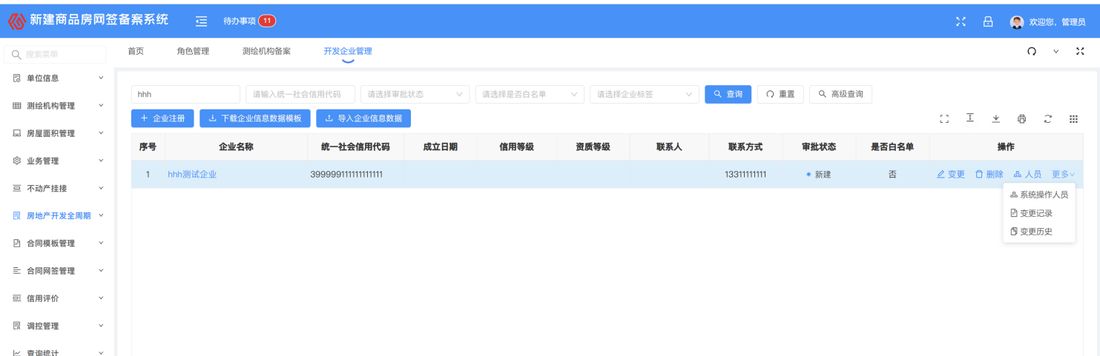 新建商品房网签备案系统 待办事项 11 欢迎您，管理员
搜索菜单 首页 角色管理 测绘机构备案 开发企业管理
单位信息
测绘机构管理
房屋面积管理
业务管理
不动产挂接
房地产开发全周期
合同模板管理
合同网签管理
信用评价
调控管理
查询统计
hhh 请输入统一社会信用代码 请选择审批状态 请选择是否白名单 请选择企业标签 查询 重置 高级查询
企业注册 下载企业信息数据模板 导入企业信息数据
序号 企业名称 统一社会信用代码 成立日期 信用等级 资质等级 联系人 联系方式 审批状态 是否白名单 操作
1 hhh测试企业 399999111111111111 13311111111 新建 否 变更 删除 人员 更多
系统操作人员
变更记录
变更历史